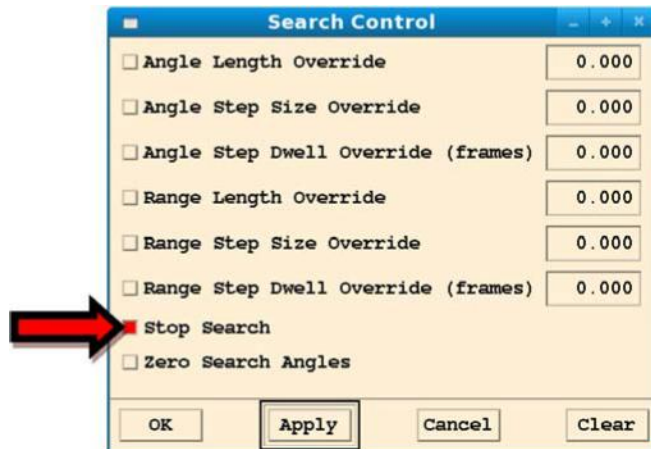 Search Control
Angle Length Override 0.000
Angle Step Size Override 0.000
Angle Step Dwell Override (frames) 0.000
Range Length Override 0.000
Range Step Size Override 0.000
Range Step Dwell Override (frames) 0.000
Stop Search
Zero Search Angles
OK Apply Cancel Clear